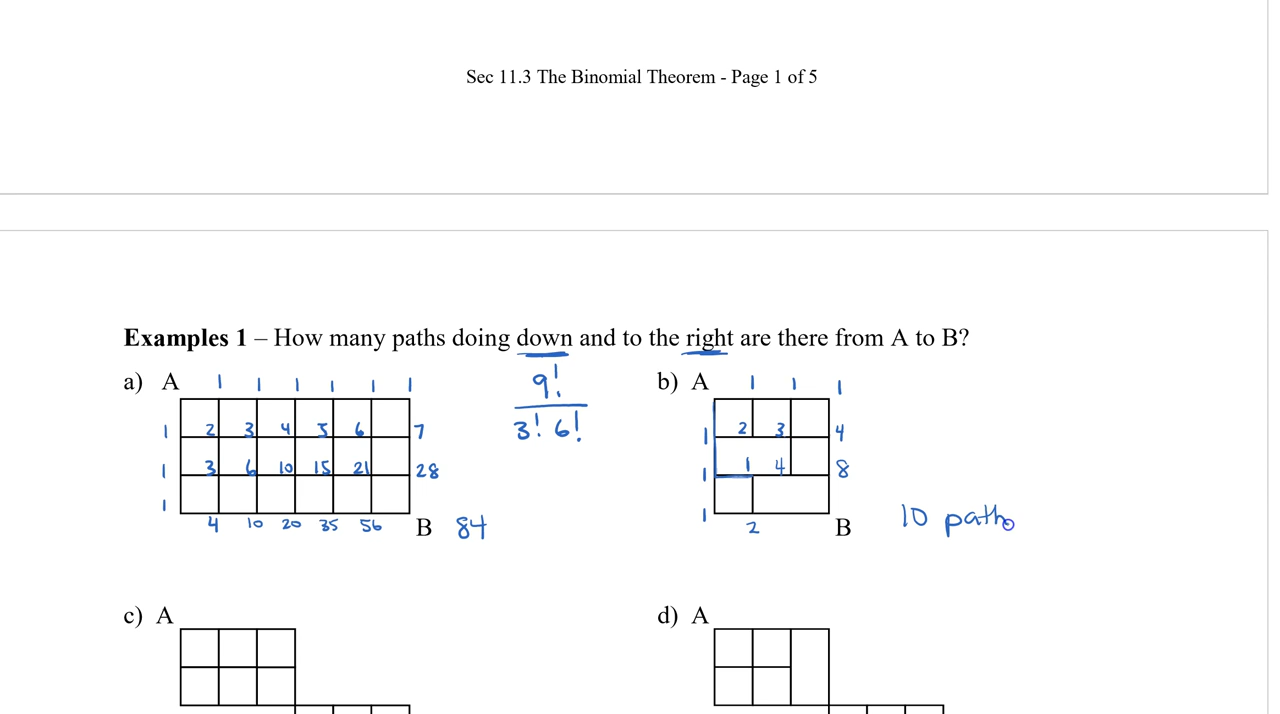 Sec 11.3 The Binomial Theorem - Page 1 of 5
Examples 1 – How many paths doing down and to the right are there from A to B?
a) A 1 1 1 1 1 1
9!
3! 6!
1 2 3 4 5 6 7
1 3 6 10 15 21 28
1
4 10 20 35 56 B 84
b) A 1 1 1
1 2 3 4
1 1 4 8
1
2 B 10 paths
c) A
d) A